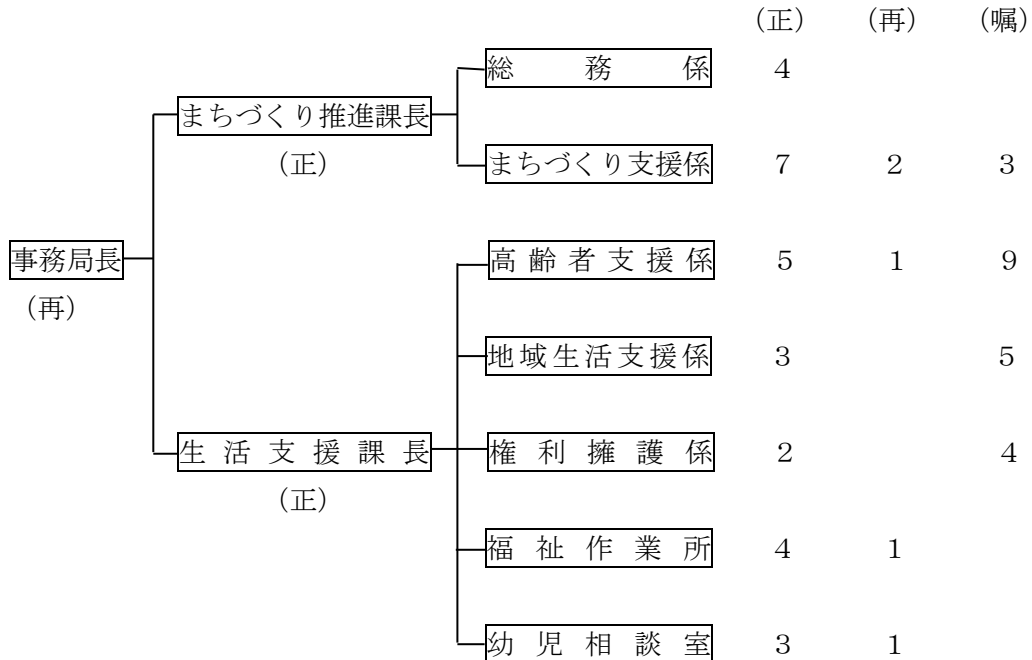 （正） （再） （嘱）
総務係 ４
まちづくり推進課長
（正）
まちづくり支援係 ７ ２ ３
事務局長
（再）
高齢者支援係 ５ １ ９
地域生活支援係 ３ ５
生活支援課長
（正）
権利擁護係 ２ ４
福祉作業所 ４ １
幼児相談室 ３ １